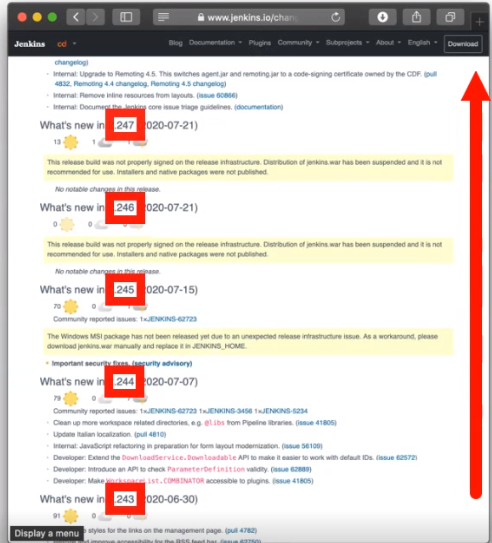 www.jenkins.io/chan
Jenkins cd Blog Documentation Plugins Community Subprojects About English Download
changelog)
Internal: Upgrade to Remoting 4.5. This switches agent.jar and remoting.jar to a code-signing certificate owned by the CDF. (pull
4832, Remoting 4.4 changelog, Remoting 4.5 changelog)
Internal: Remove inline resources from layouts. (issue 60866)
Internal: Document the Jenkins core issue triage guidelines. (documentation)
What's new in .247 2020-07-21)
13 1 1
This release build was not properly signed on the release infrastructure. Distribution of jenkins.war has been suspended and it is not
recommended for use. Installers and native packages were not published.
No notable changes in this release.
What's new in .246 2020-07-21)
0 0
This release build was not properly signed on the release infrastructure. Distribution of jenkins.war has been suspended and it is not
recommended for use. Installers and native packages were not published.
No notable changes in this release.
What's new in .245 2020-07-15)
70 0 1
Community reported issues: 1×JENKINS-62723
The Windows MSI package has not been released yet due to an unexpected release infrastructure issue. As a workaround, please
download jenkins.war manually and replace it in JENKINS_HOME.
Important security fixes. (security advisory)
What's new in .244 2020-07-07)
79 0 1
Community reported issues: 1×JENKINS-62723 1×JENKINS-3456 1×JENKINS-5234
Clean up more workspace related directories, e.g. @libs from Pipeline libraries. (issue 41805)
Update Italian localization. (pull 4810)
Internal: JavaScript refactoring in preparation for form layout modernization. (issue 56109)
Developer: Extend the DownloadService.Downloadable API to make it easier to work with default IDs. (issue 62572)
Developer: Introduce an API to check ParameterDefinition validity. (issue 62889)
Developer: Make WorkspaceList.COMBINATOR accessible to plugins. (issue 41805)
What's new in .243 2020-06-30)
91 0
Display a menu styles for the links on the management page. (pull 4782)
and improve accessibility for the RSS feed bar.